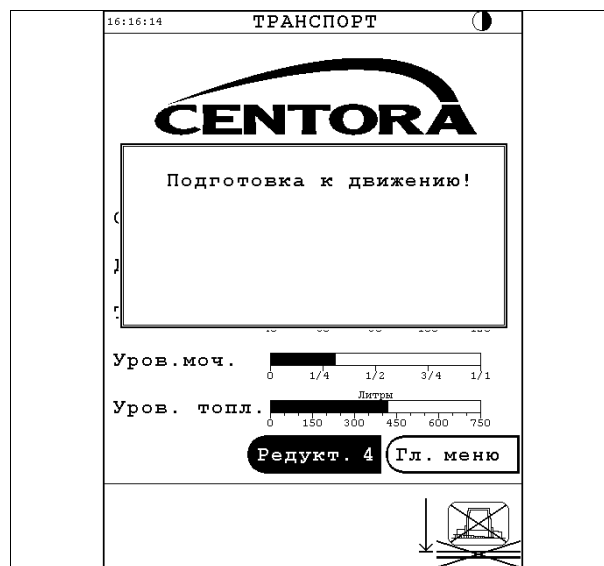 16:16:14 ТРАНСПОРТ
CENTORA
Подготовка к движению!
Уров.моч.
0 1/4 1/2 3/4 1/1
Литры
Уров. топл.
0 150 300 450 600 750
Редукт. 4 Гл. меню